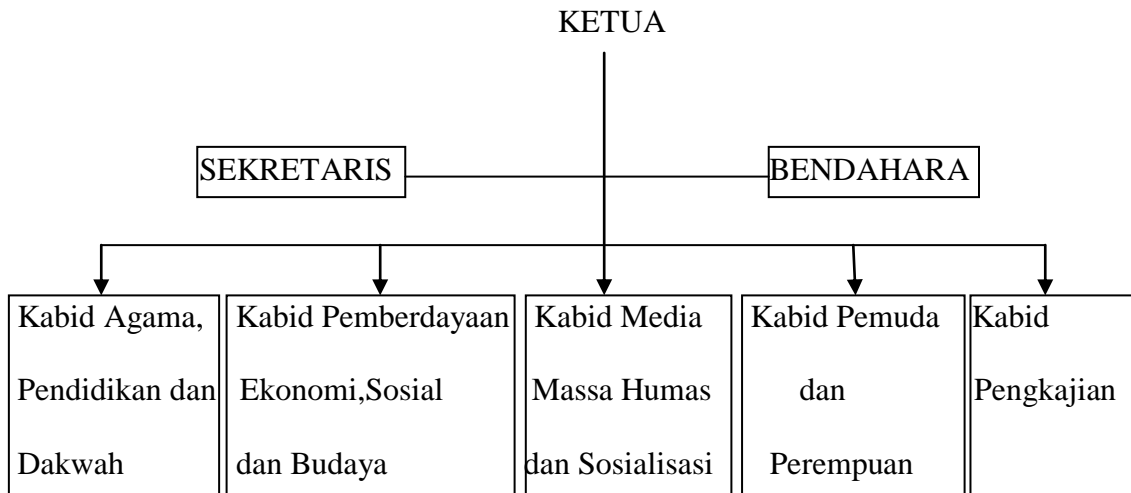 KETUA
SEKRETARIS
BENDAHARA
Kabid Agama,
Pendidikan dan
Dakwah
Kabid Pemberdayaan
Ekonomi,Sosial
dan Budaya
Kabid Media
Massa Humas
dan Sosialisasi
Kabid Pemuda
dan
Perempuan
Kabid
Pengkajian